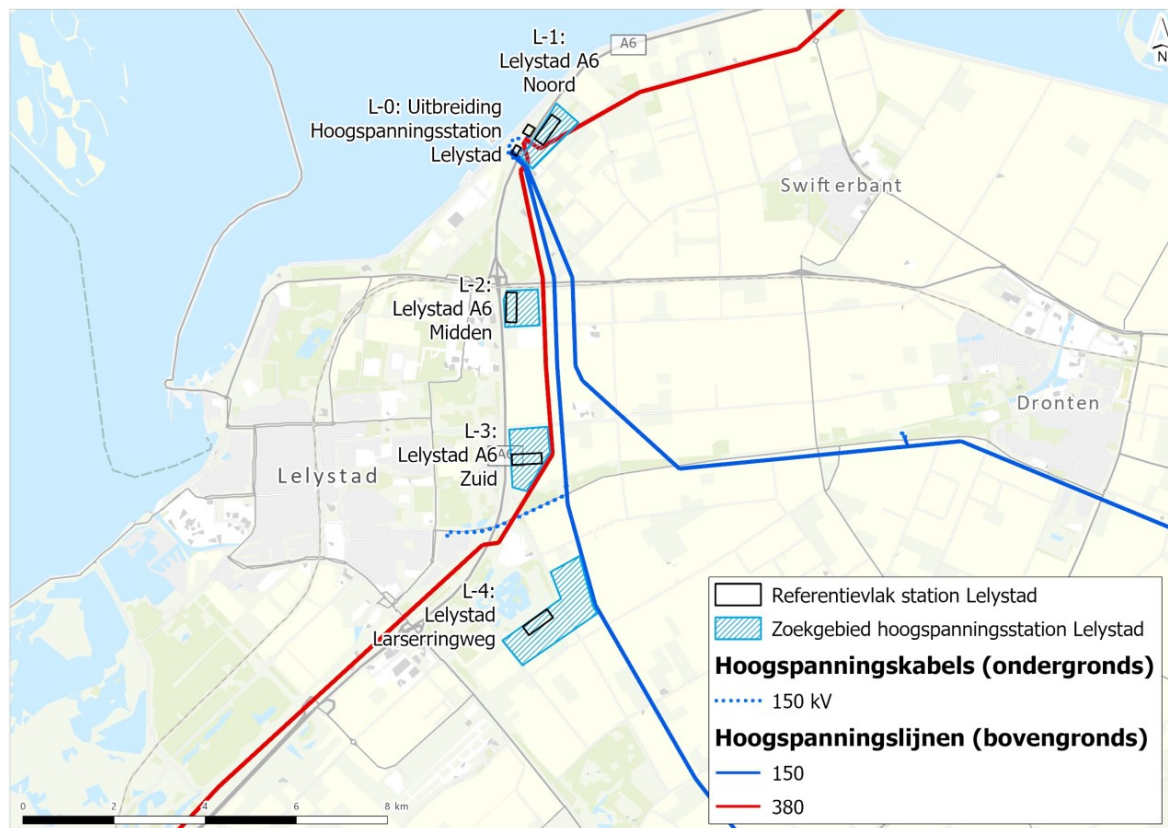 L-1:
Lelystad A6
Noord
A6
N
L-0: Uitbreiding
Hoogspanningsstation
Lelystad
Swifterbant
L-2:
Lelystad A6
Midden
Dronten
L-3:
Lelystad A6
Zuid
A6
Lelystad
L-4:
Lelystad
Larserringweg
Referentievlak station Lelystad
Zoekgebied hoogspanningsstation Lelystad
Hoogspanningskabels (ondergronds)
150 kV
Hoogspanningslijnen (bovengronds)
150
380
0 2 4 6 8 km